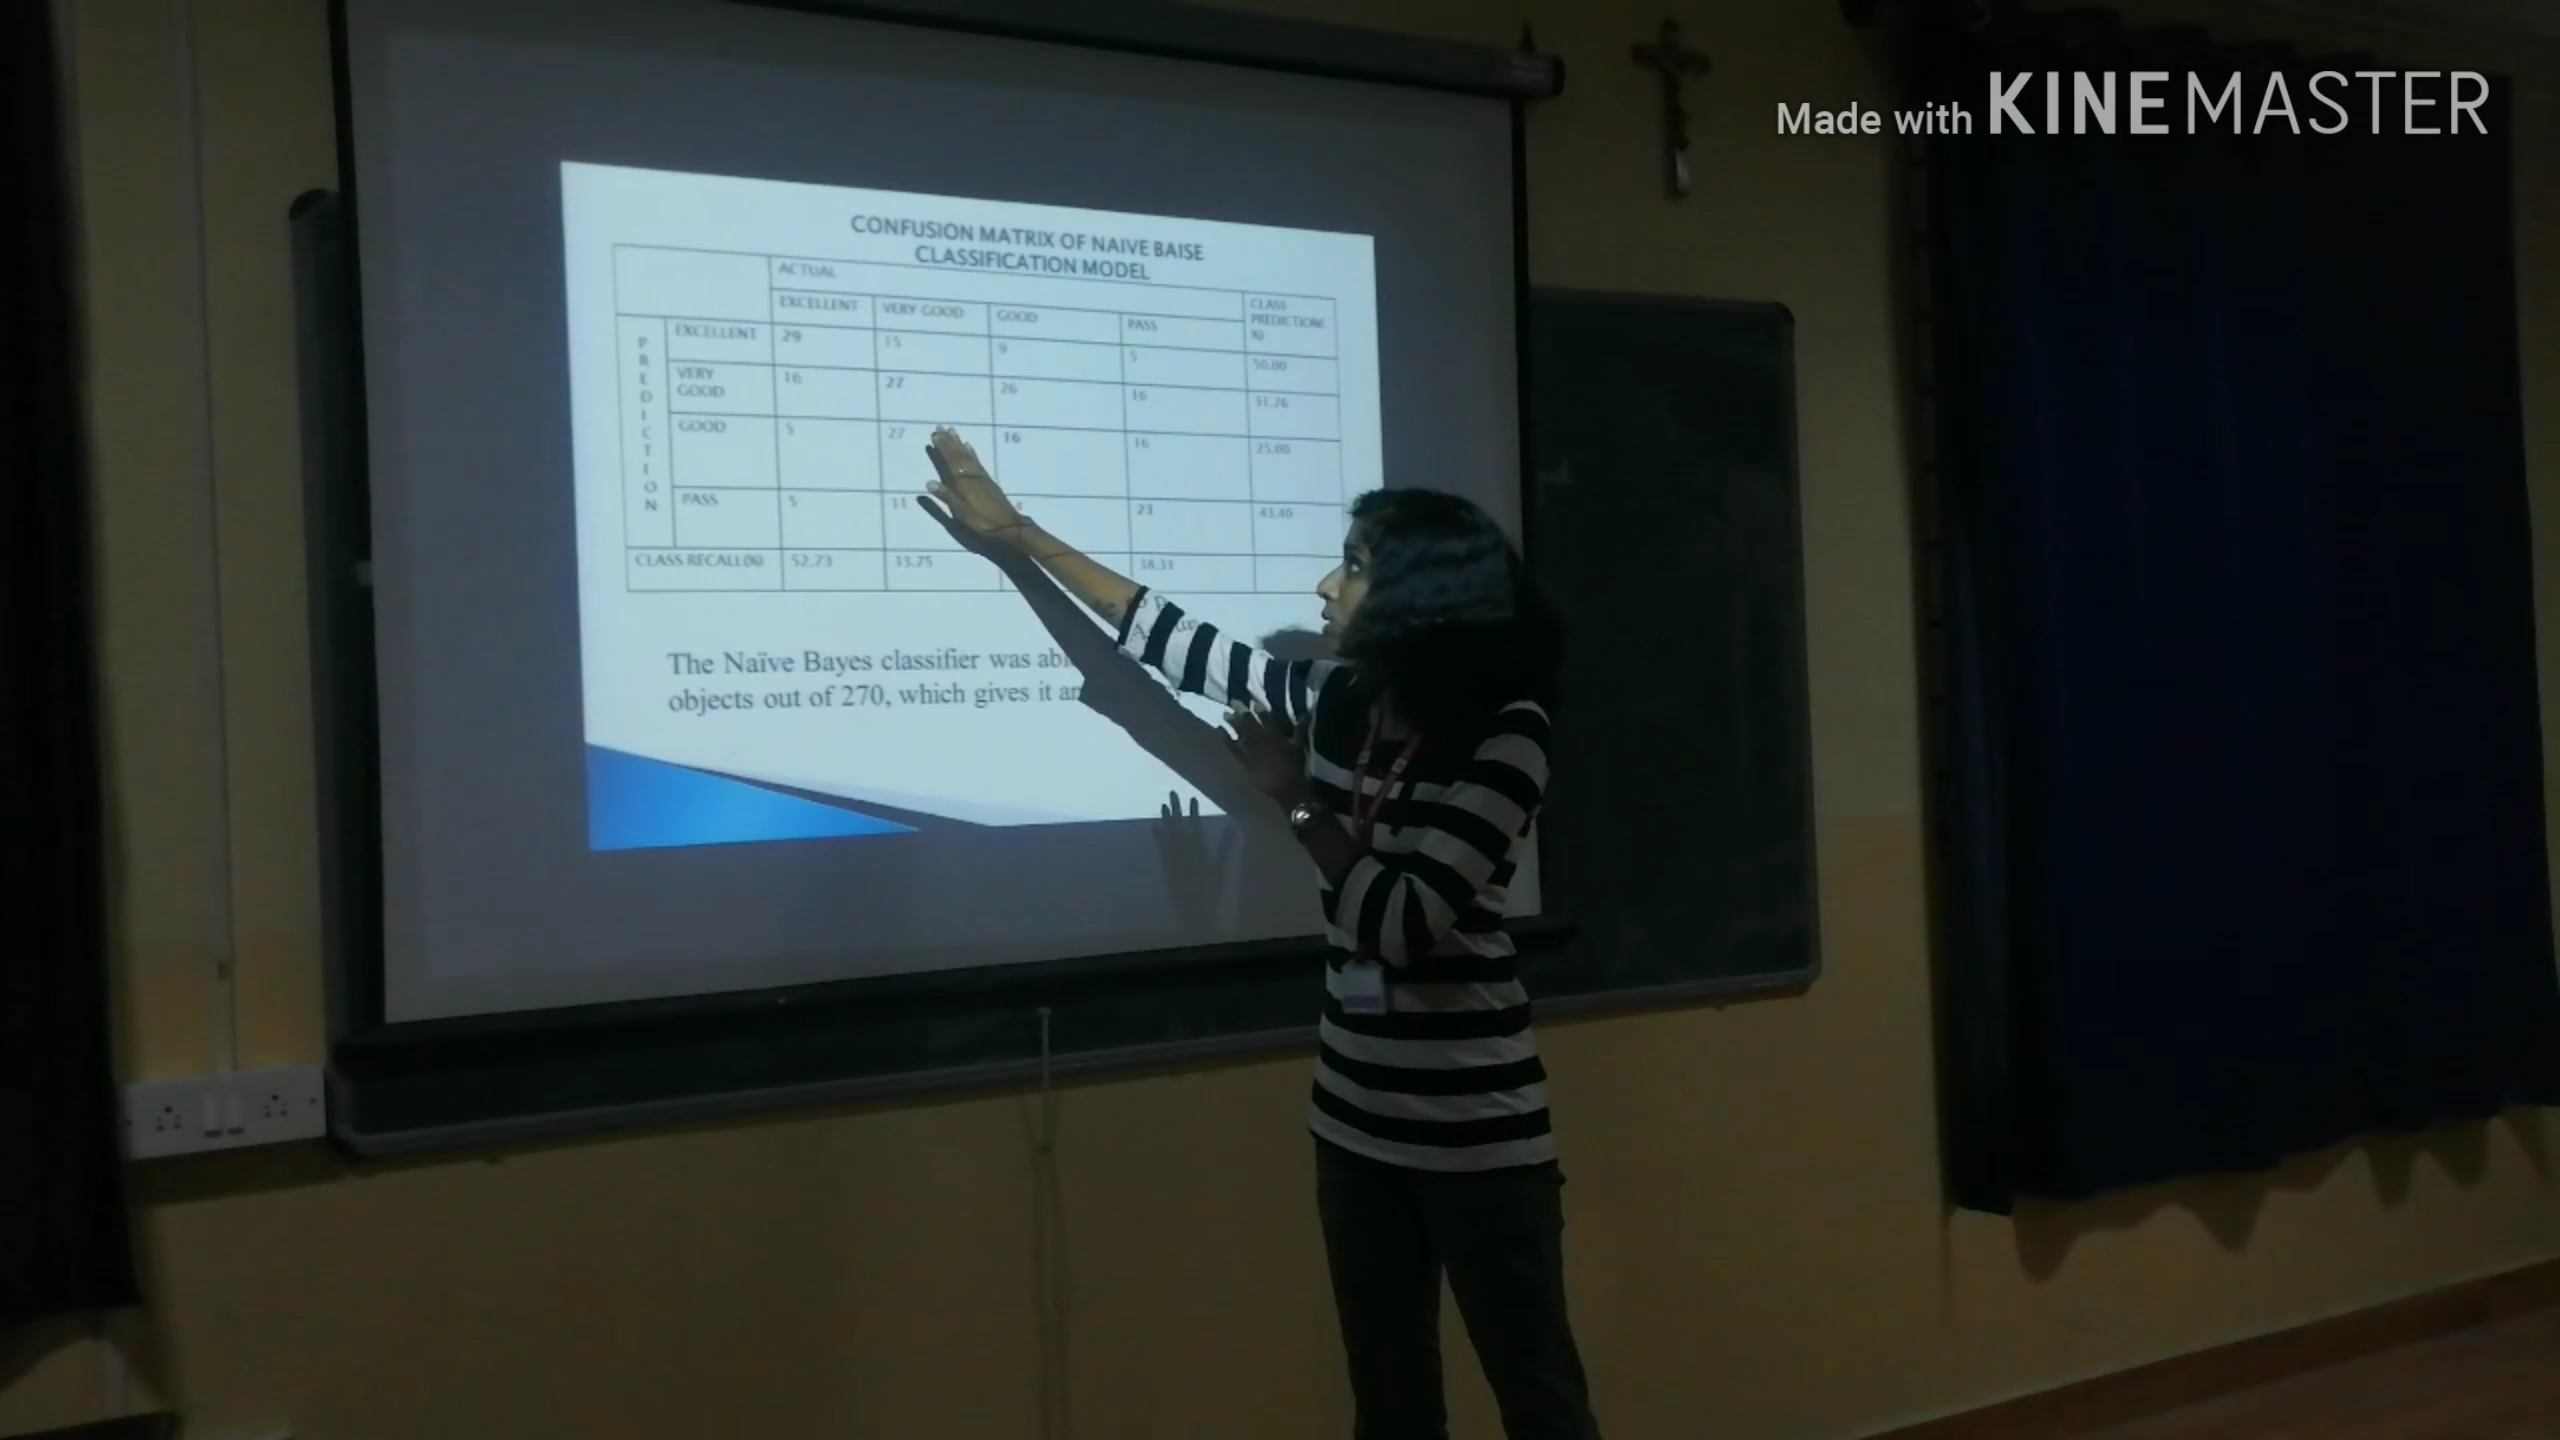 Made with KINEMASTER
CONFUSION MATRIX OF NAIVE BAISE
CLASSIFICATION MODEL
ACTUAL
EXCELLENT VERY GOOD GOOD PASS CLASS PREDICTION(
PREDICTION
EXCELLENT 29 15 9 5 50.00
VERY GOOD 16 27 26 16
GOOD 5 27 16 16 25.00
PASS 5 11 23 43.40
CLASS RECALL(%) 52.73 33.75 38.33
The Naïve Bayes classifier was
objects out of 270, which gives it